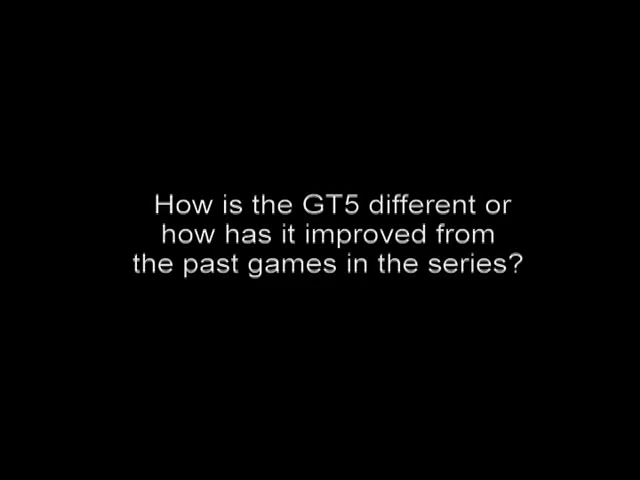 How is the GT5 different or
how has it improved from
the past games in the series?